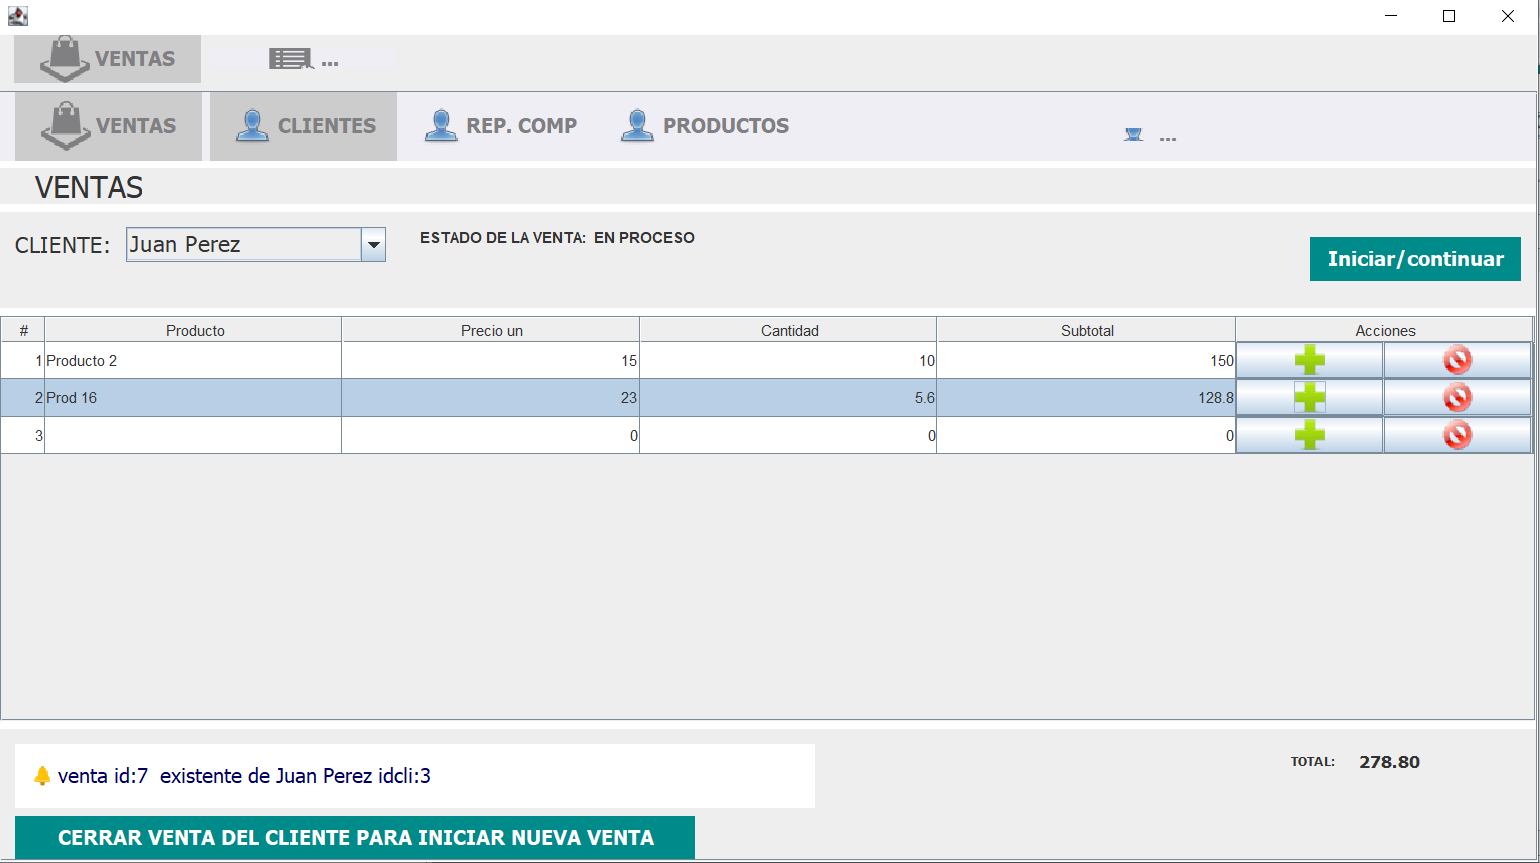 VENTAS ...
VENTAS CLIENTES REP. COMP PRODUCTOS ...
VENTAS
CLIENTE: Juan Perez ESTADO DE LA VENTA: EN PROCESO
Iniciar/continuar
# Producto Precio un Cantidad Subtotal Acciones
1 Producto 2 15 10 150
2 Prod 16 23 5.6 128.8
3 0 0 0
venta id:7 existente de Juan Perez idcli:3
TOTAL: 278.80
CERRAR VENTA DEL CLIENTE PARA INICIAR NUEVA VENTA